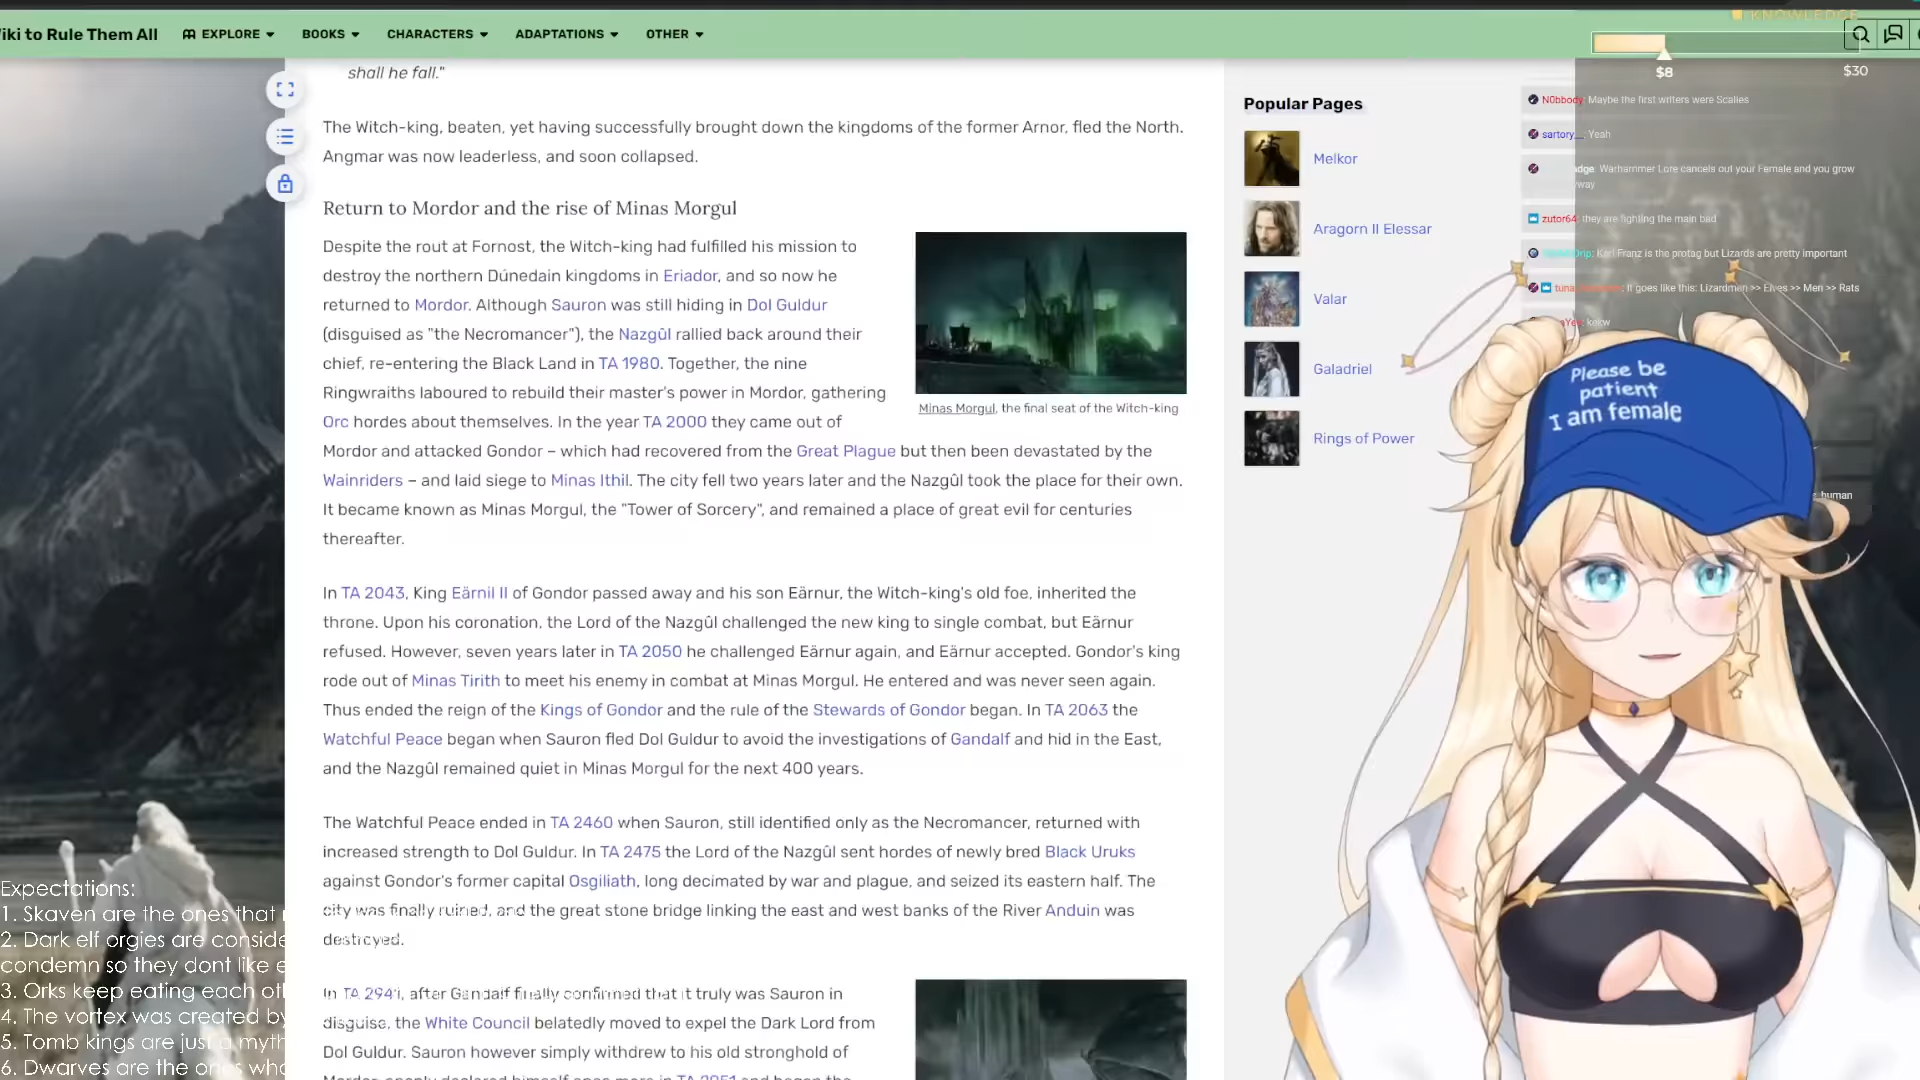 iki to Rule Them All
EXPLORE
BOOKS
CHARACTERS
ADAPTATIONS
OTHER
KNOWLEDGE
$8
$30
shall he fall."
The Witch-king, beaten, yet having successfully brought down the kingdoms of the former Arnor, fled the North.
Angmar was now leaderless, and soon collapsed.
Return to Mordor and the rise of Minas Morgul
Despite the rout at Fornost, the Witch-king had fulfilled his mission to
destroy the northern Dúnedain kingdoms in Eriador, and so now he
returned to Mordor. Although Sauron was still hiding in Dol Guldur
(disguised as "the Necromancer"), the Nazgûl rallied back around their
chief, re-entering the Black Land in TA 1980. Together, the nine
Ringwraiths laboured to rebuild their master's power in Mordor, gathering
Orc hordes about themselves. In the year TA 2000 they came out of
Mordor and attacked Gondor – which had recovered from the Great Plague but then been devastated by the
Wainriders – and laid siege to Minas Ithil. The city fell two years later and the Nazgûl took the place for their own.
It became known as Minas Morgul, the "Tower of Sorcery", and remained a place of great evil for centuries
thereafter.
Minas Morgul, the final seat of the Witch-king
In TA 2043, King Eärnil II of Gondor passed away and his son Eärnur, the Witch-king's old foe, inherited the
throne. Upon his coronation, the Lord of the Nazgûl challenged the new king to single combat, but Eärnur
refused. However, seven years later in TA 2050 he challenged Eärnur again, and Eärnur accepted. Gondor's king
rode out of Minas Tirith to meet his enemy in combat at Minas Morgul. He entered and was never seen again.
Thus ended the reign of the Kings of Gondor and the rule of the Stewards of Gondor began. In TA 2063 the
Watchful Peace began when Sauron fled Dol Guldur to avoid the investigations of Gandalf and hid in the East,
and the Nazgûl remained quiet in Minas Morgul for the next 400 years.
The Watchful Peace ended in TA 2460 when Sauron, still identified only as the Necromancer, returned with
increased strength to Dol Guldur. In TA 2475 the Lord of the Nazgûl sent hordes of newly bred Black Uruks
against Gondor's former capital Osgiliath, long decimated by war and plague, and seized its eastern half. The
city was finally ruined, and the great stone bridge linking the east and west banks of the River Anduin was
destroyed.
In TA 2941, after Gandalf finally confirmed that it truly was Sauron in
disguise, the White Council belatedly moved to expel the Dark Lord from
Dol Guldur. Sauron however simply withdrew to his old stronghold of
Mordor, openly declared himself once more in TA 2951 and began the
Popular Pages
Melkor
Aragorn II Elessar
Valar
Galadriel
Rings of Power
N0bbody: Maybe the first writers were Scalies
sartory__: Yeah
dge: Warhammer Lore cancels out your Female and you grow
way
zutor64: they are fighting the main bad
Drip: Karl Franz is the protag but Lizards are pretty important
tuna: It goes like this: Lizardmen >> Elves >> Men >> Rats
Yee: kekw
human
Please be
patient
I am female
Expectations:
1. Skaven are the ones that
2. Dark elf orgies are conside
condemn so they dont like e
3. Orks keep eating each oth
4. The vortex was created by
5. Tomb kings are just a myth
6. Dwarves are the ones who